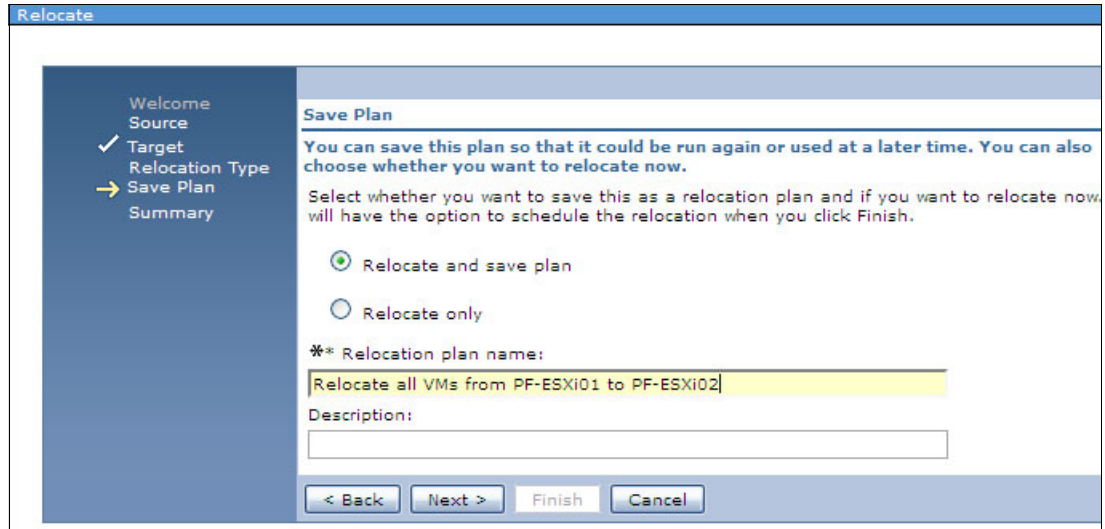 Relocate
Welcome
Source
Target
Relocation Type
Save Plan
Summary
Save Plan
You can save this plan so that it could be run again or used at a later time. You can also
choose whether you want to relocate now.
Select whether you want to save this as a relocation plan and if you want to relocate now.
will have the option to schedule the relocation when you click Finish.
Relocate and save plan
Relocate only
** Relocation plan name:
Relocate all VMs from PF-ESXi01 to PF-ESXi02
Description:
< Back Next > Finish Cancel